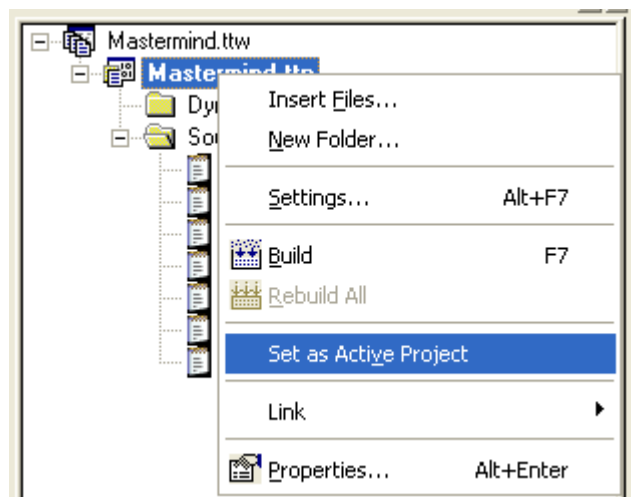 Mastermind.ttw
Mastermind.ttp
Insert Files...
New Folder...
Settings... Alt+F7
Build F7
Rebuild All
Set as Active Project
Link
Properties... Alt+Enter